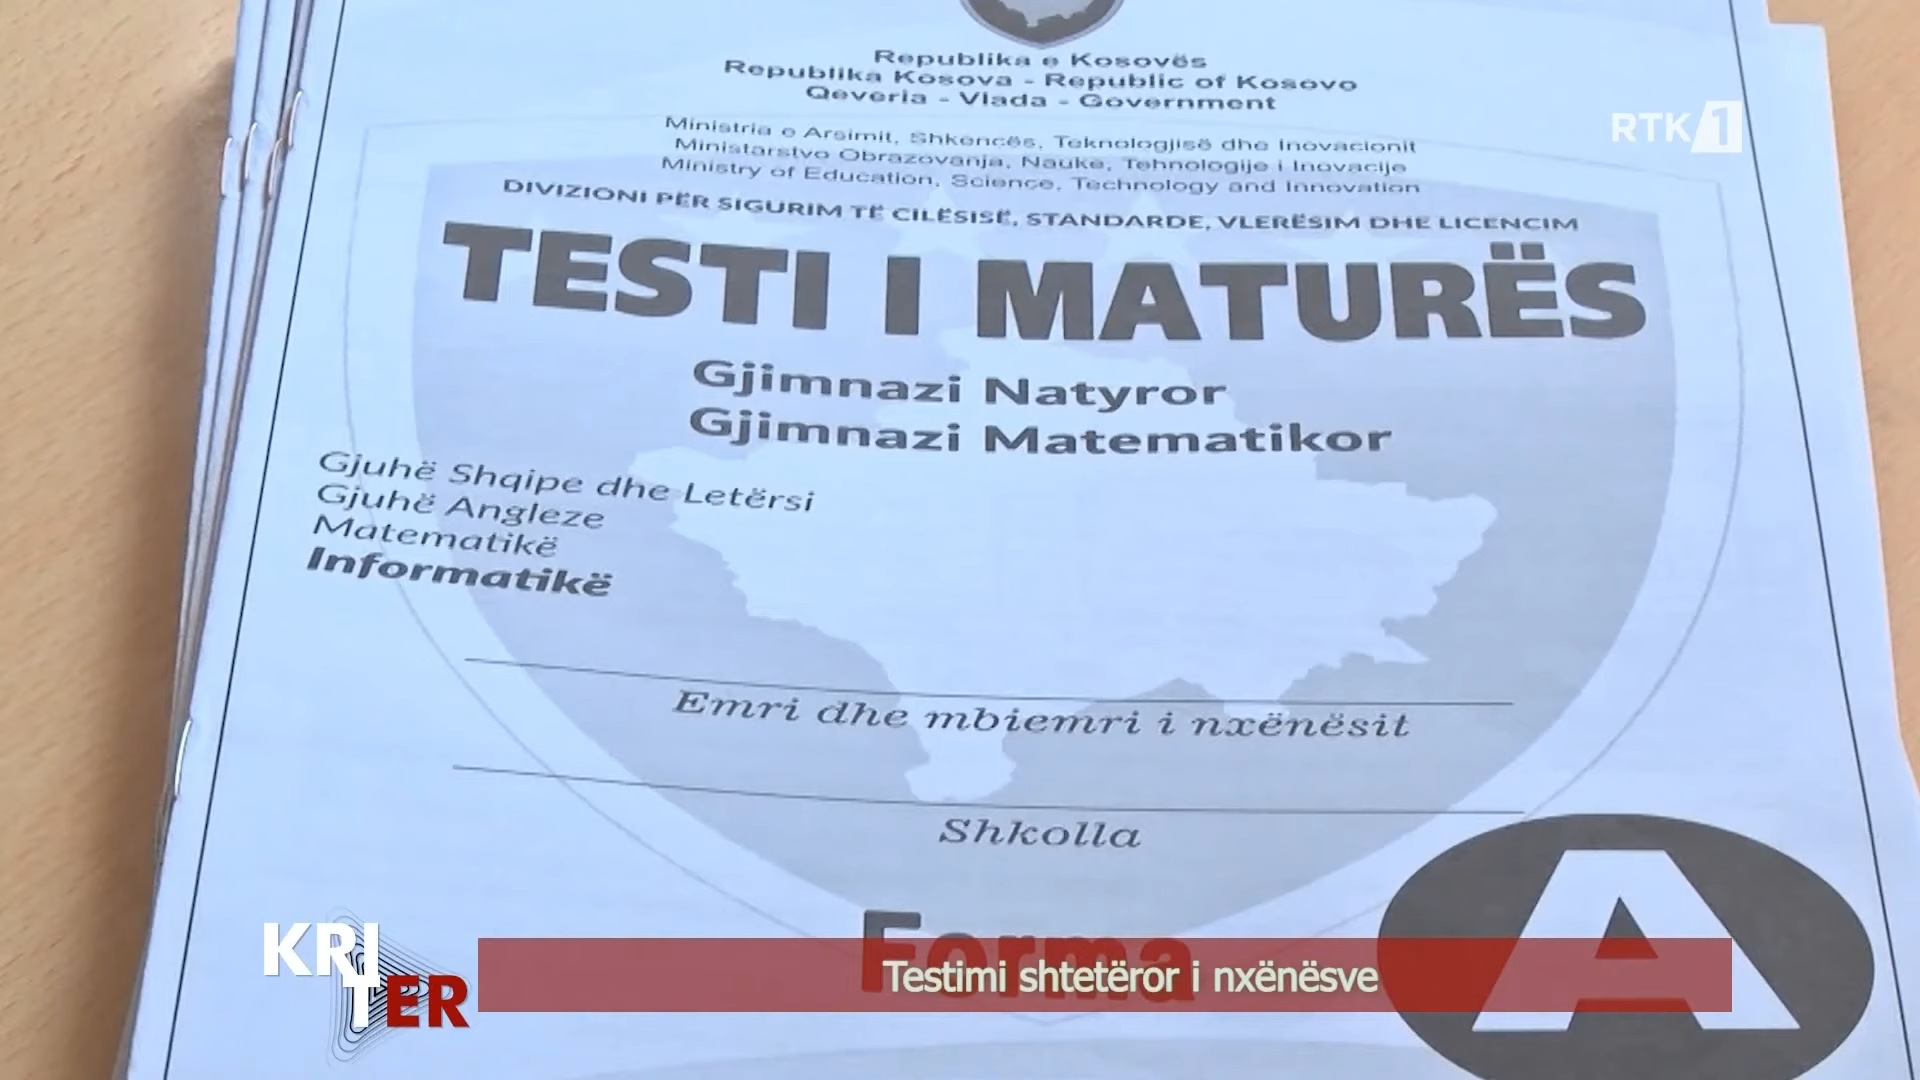 Republika e Kosovës
Republika Kosova - Republic of Kosovo
Qeveria - Vlada - Government
RTK 1
Ministria e Arsimit, Shkencës, Teknologjisë dhe Inovacionit
Ministarstvo Obrazovanja, Nauke, Tehnologije i Inovacije
Ministry of Education, Science, Technology and Innovation
DIVIZIONI PËR SIGURIM TË CILËSISË, STANDARDE, VLERËSIM DHE LICENCIM
TESTI I MATURËS
Gjimnazi Natyror
Gjimnazi Matematikor
Gjuhë Shqipe dhe Letërsi
Gjuhë Angleze
Matematikë
Informatikë
Emri dhe mbiemri i nxënësit
Shkolla
Forma A
KRITER
Testimi shtetëror i nxënësve